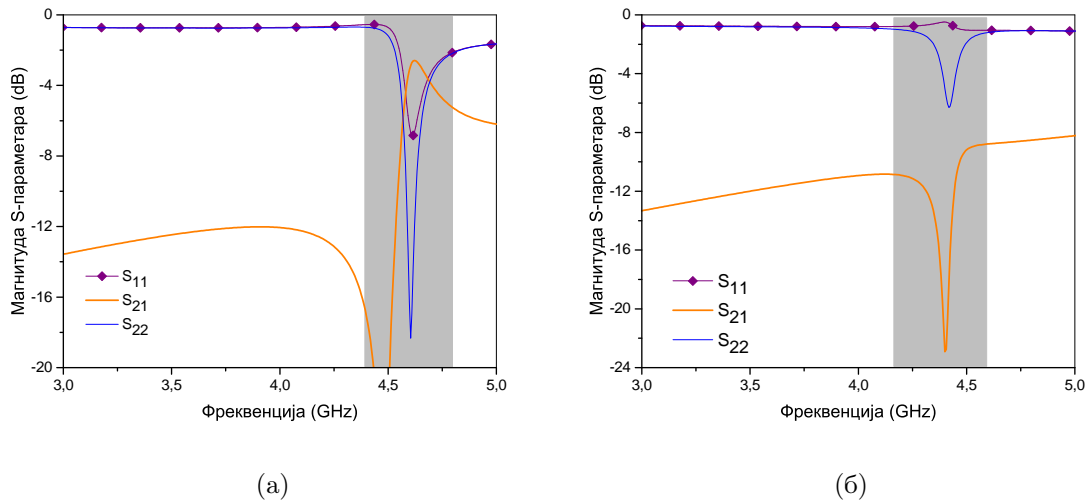 Магнитуда S-параметара (dB)
0
-4
-8
-12
-16
-20
3,0
3,5
4,0
4,5
5,0
Фреквенција (GHz)
S11
S21
S22
(а)
Магнитуда S-параметара (dB)
0
-4
-8
-12
-16
-20
-24
3,0
3,5
4,0
4,5
5,0
Фреквенција (GHz)
S11
S21
S22
(б)